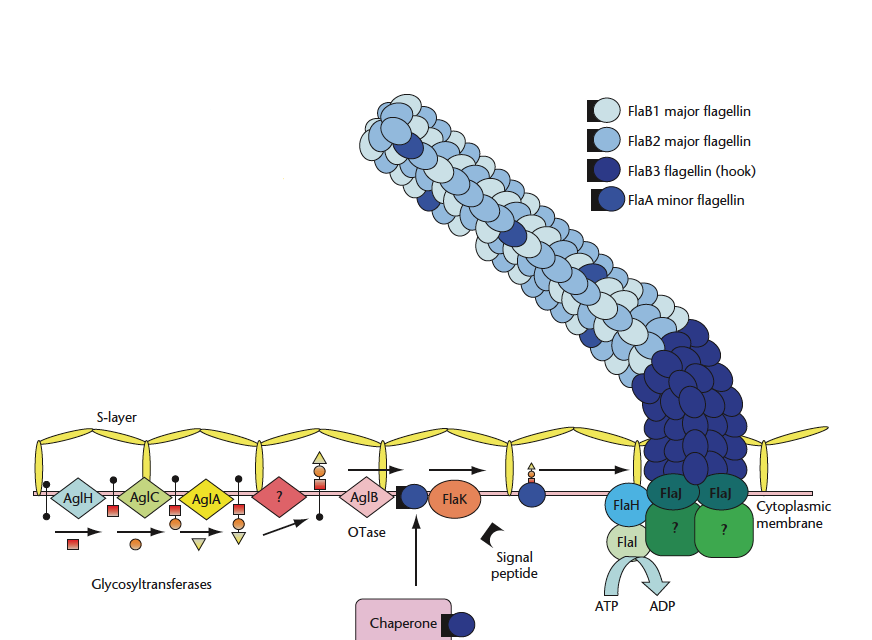 FlaB1 major flagellin
FlaB2 major flagellin
FlaB3 flagellin (hook)
FlaA minor flagellin
S-layer
AglH
AglC
AglA
?
AglB
FlaK
FlaH
FlaJ
FlaJ
Cytoplasmic
membrane
?
?
FlaI
OTase
Signal
peptide
Glycosyltransferases
ATP
ADP
Chaperone